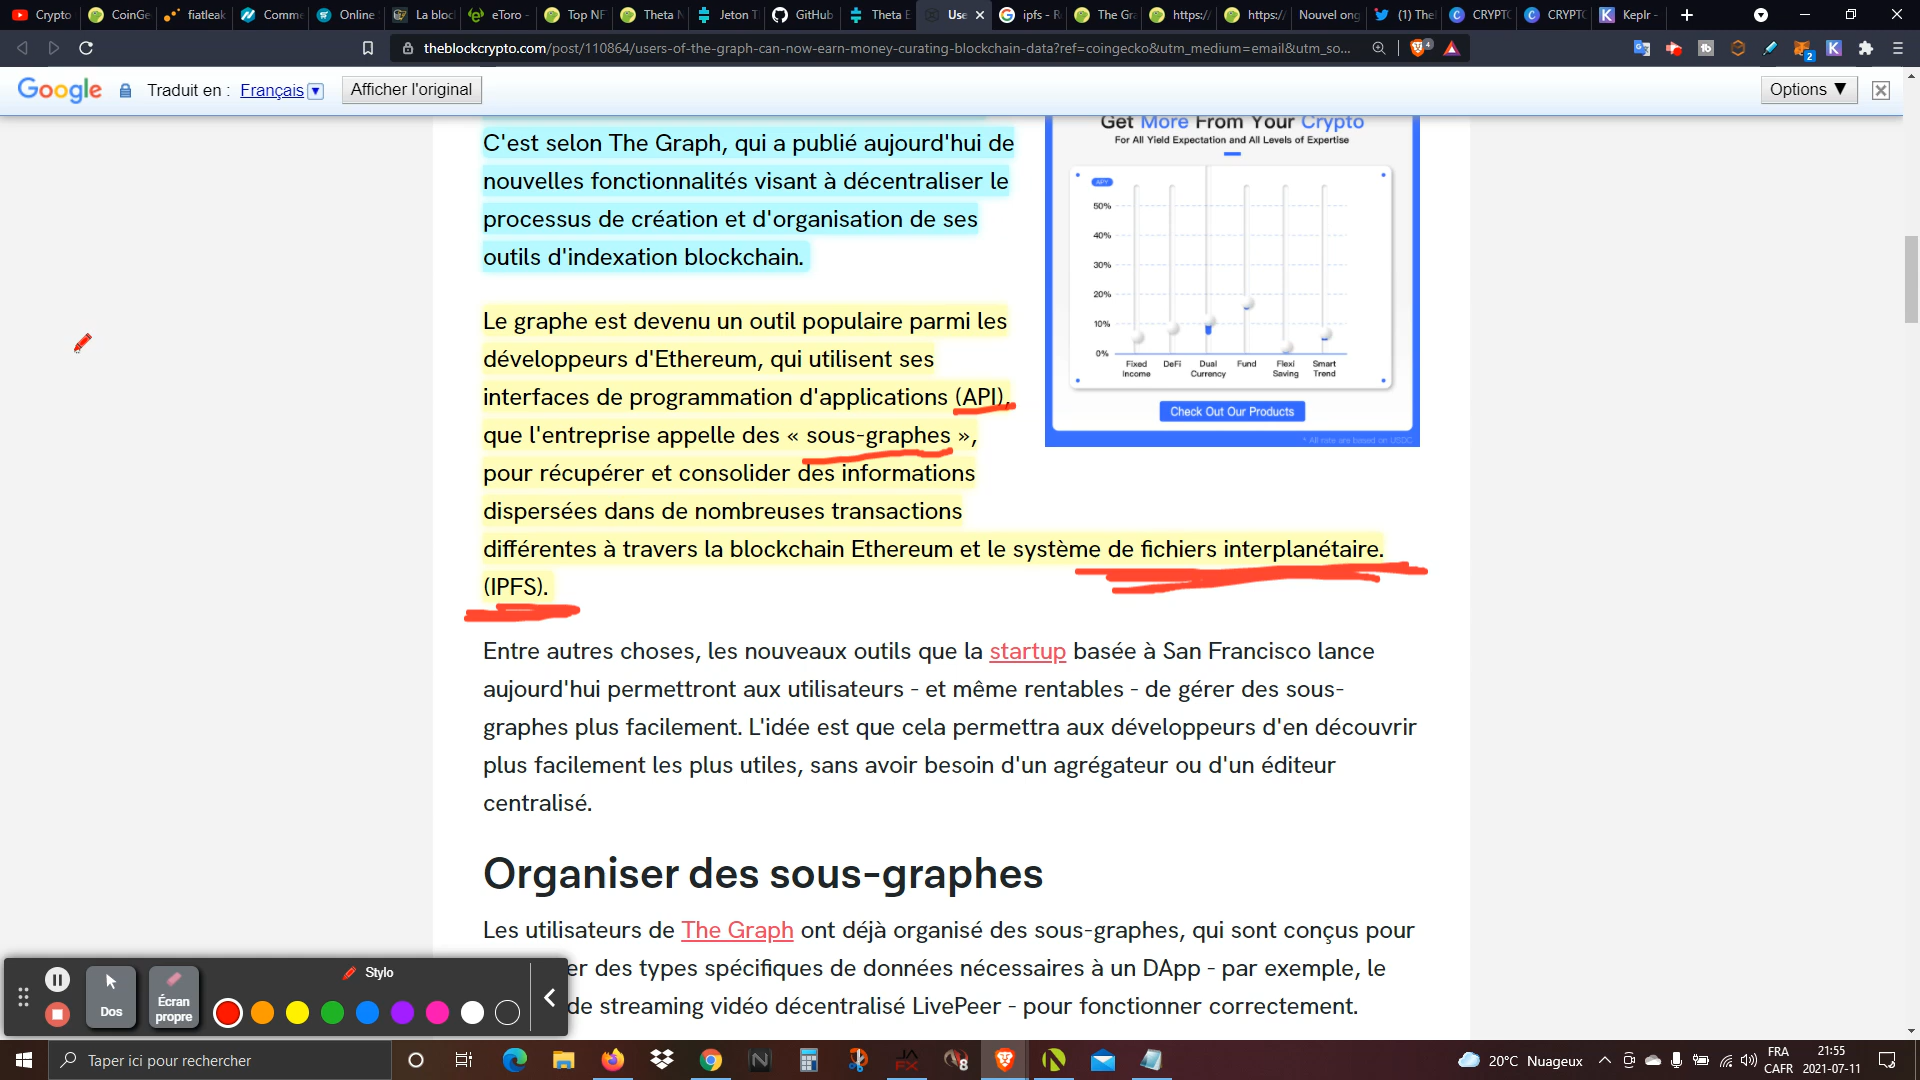 Crypto
CoinGe
fiatleak
Comme
Online
La bloc
eToro -
Top NF
Theta N
Jeton T
GitHub
Theta E
Use
ipfs - R
The Gra
https:/
https:/
Nouvel ong
(1) The
CRYPTO
CRYPTO
Keplr -
theblockcrypto.com/post/110864/users-of-the-graph-can-now-earn-money-curating-blockchain-data?ref=coingecko&utm_medium=email&utm_so...
Google
Traduit en :
Français
Afficher l'original
Options ▼
C'est selon The Graph, qui a publié aujourd'hui de
nouvelles fonctionnalités visant à décentraliser le
processus de création et d'organisation de ses
outils d'indexation blockchain.
Get More From Your Crypto
For All Yield Expectation and All Levels of Expertise
APY
50%
40%
30%
20%
10%
0%
Fixed Income
DeFi
Dual Currency
Fund
Flexi Saving
Smart Trend
Check Out Our Products
* All rate are based on USDC
Le graphe est devenu un outil populaire parmi les
développeurs d'Ethereum, qui utilisent ses
interfaces de programmation d'applications (API),
que l'entreprise appelle des « sous-graphes »,
pour récupérer et consolider des informations
dispersées dans de nombreuses transactions
différentes à travers la blockchain Ethereum et le système de fichiers interplanétaire.
(IPFS).
Entre autres choses, les nouveaux outils que la startup basée à San Francisco lance
aujourd'hui permettront aux utilisateurs - et même rentables - de gérer des sous-
graphes plus facilement. L'idée est que cela permettra aux développeurs d'en découvrir
plus facilement les plus utiles, sans avoir besoin d'un agrégateur ou d'un éditeur
centralisé.
Organiser des sous-graphes
Les utilisateurs de The Graph ont déjà organisé des sous-graphes, qui sont conçus pour
er des types spécifiques de données nécessaires à un DApp - par exemple, le
de streaming vidéo décentralisé LivePeer - pour fonctionner correctement.
Stylo
Dos
Écran
propre
Taper ici pour rechercher
20°C Nuageux
FRA
CAFR
21:55
2021-07-11